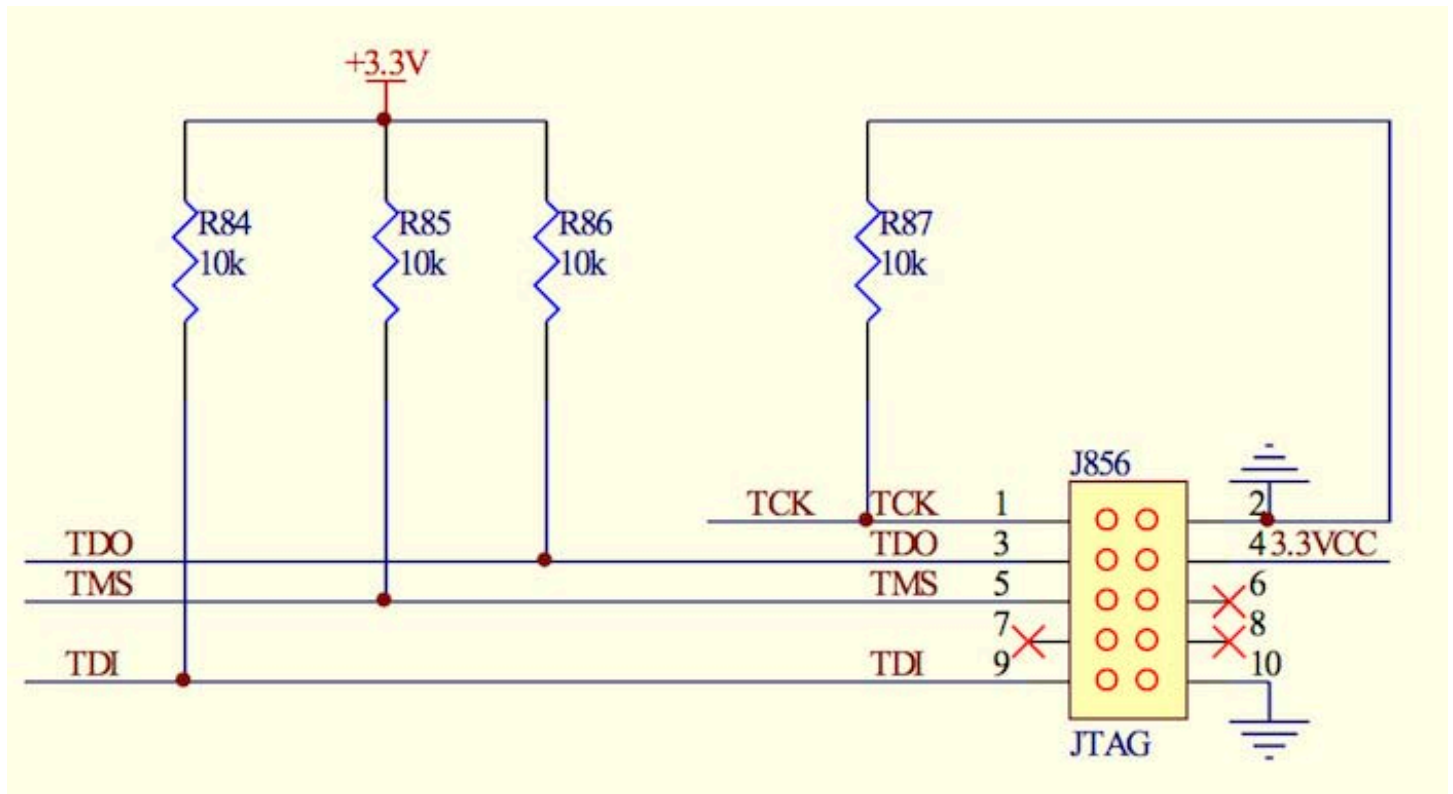 +3.3V
R84 R85 R86 R87
10k 10k 10k 10k
J856
TCK TCK 1 2
TDO TDO 3 4 3.3VCC
TMS TMS 5 6
7 8
TDI TDI 9 10
JTAG